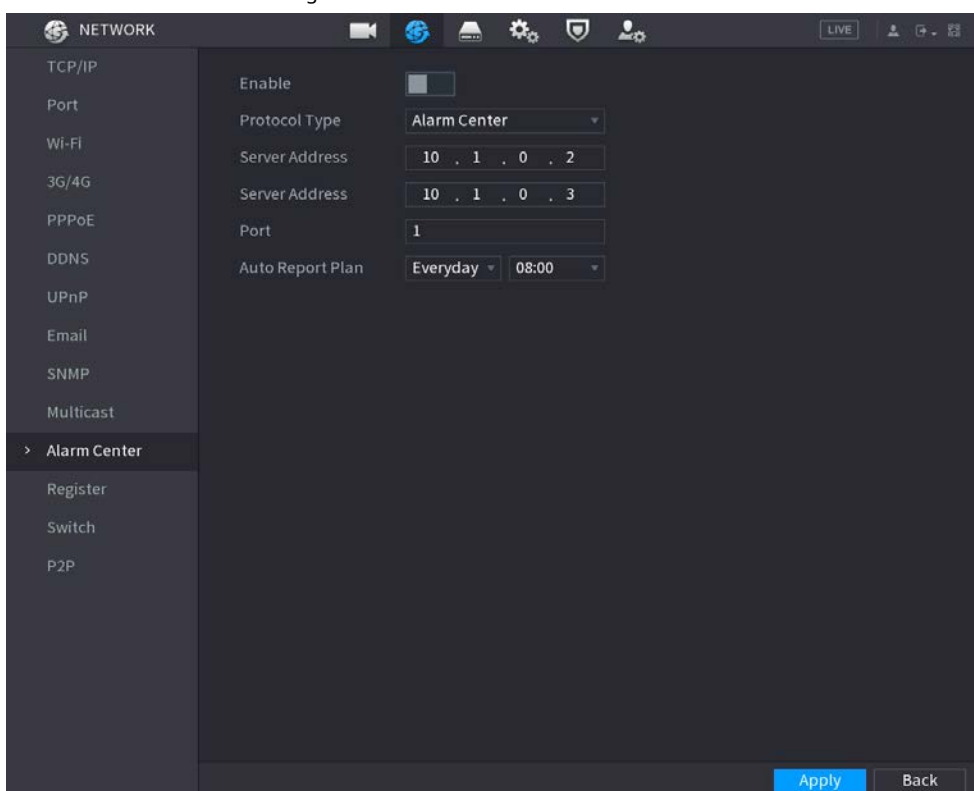 NETWORK
LIVE
TCP/IP
Port
Wi-Fi
3G/4G
PPPoE
DDNS
UPnP
Email
SNMP
Multicast
> Alarm Center
Register
Switch
P2P
Enable
Protocol Type Alarm Center
Server Address 10 . 1 . 0 . 2
Server Address 10 . 1 . 0 . 3
Port 1
Auto Report Plan Everyday 08:00
Apply Back